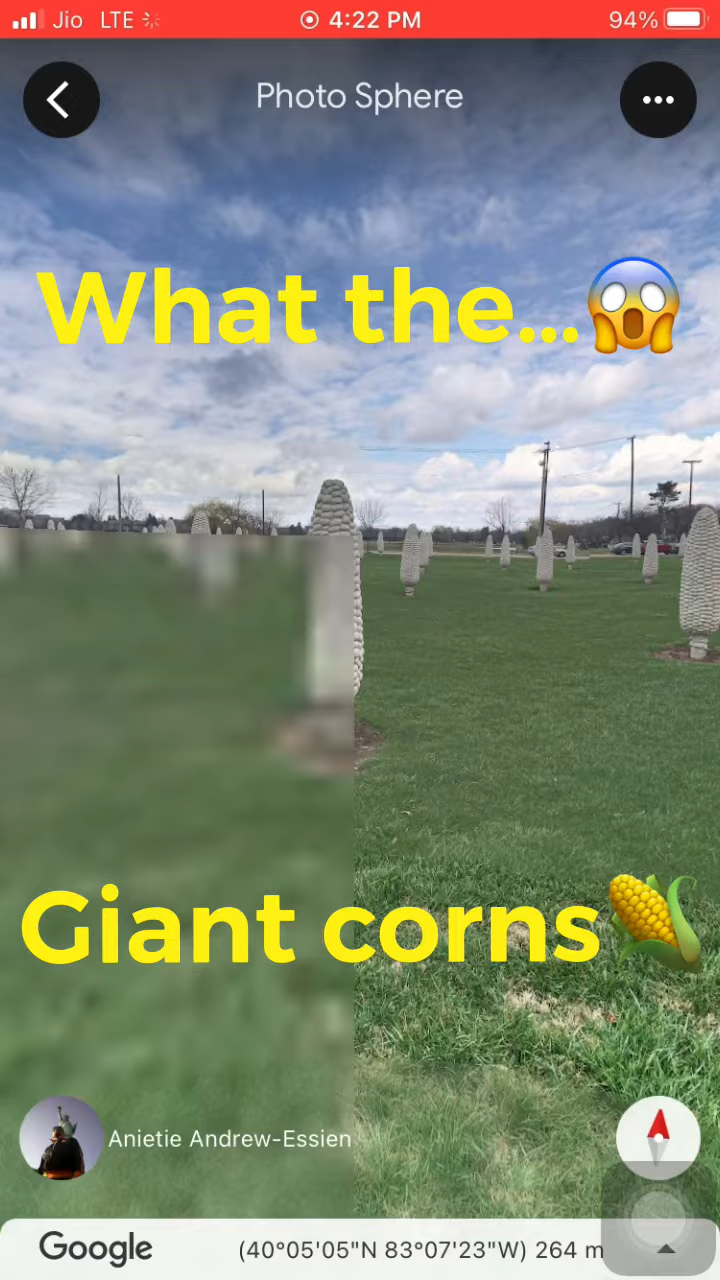 Jio LTE 4:22 PM 94%
Photo Sphere
What the...😱
Giant corns🌽
Anietie Andrew-Essien
Google (40°05'05"N 83°07'23"W) 264 m